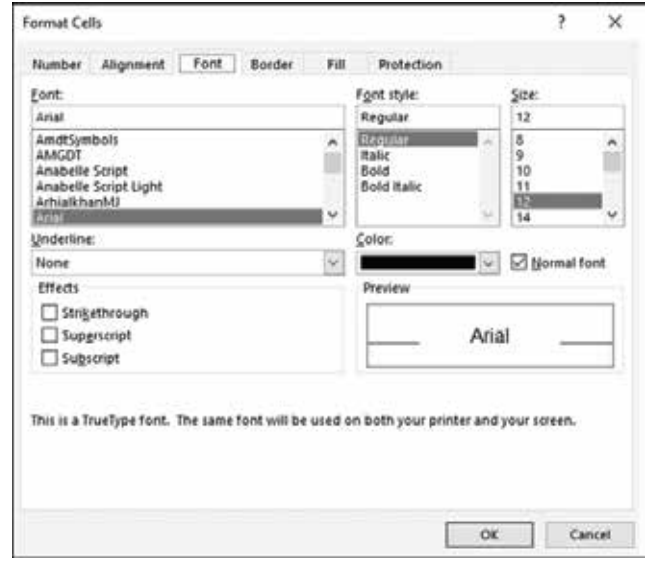 Format Cells ? ×
Number Alignment Font Border Fill Protection
Font: Font style: Size:
Arial Regular 12
AmdtSymbols Regular 8
AMGDT Italic 9
Anabelle Script Bold 10
Anabelle Script Light Bold Italic 11
ArhialkhanMJ 12
Arial 14
Underline: Color:
None Normal font
Effects Preview
Strikethrough
Superscript Arial
Subscript
This is a TrueType font. The same font will be used on both your printer and your screen.
OK Cancel